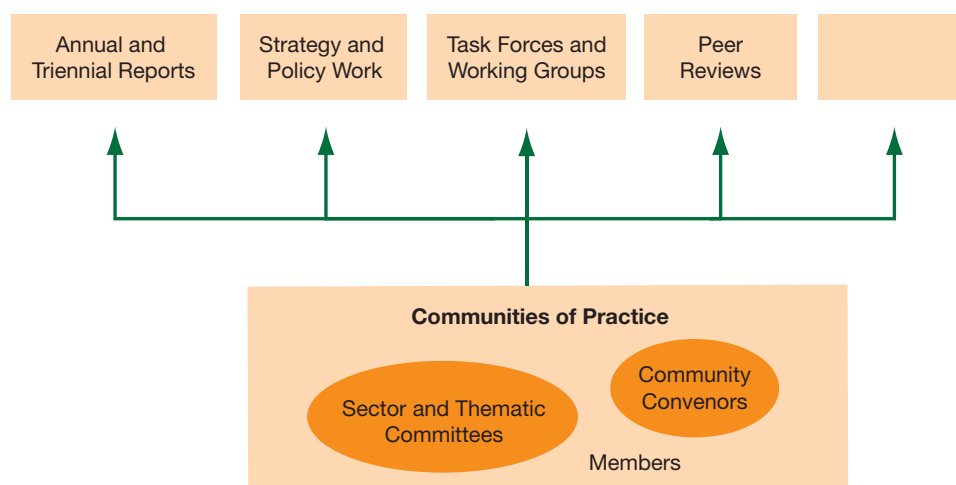 Annual and
Triennial Reports
Strategy and
Policy Work
Task Forces and
Working Groups
Peer
Reviews
Communities of Practice
Sector and Thematic
Committees
Community
Convenors
Members